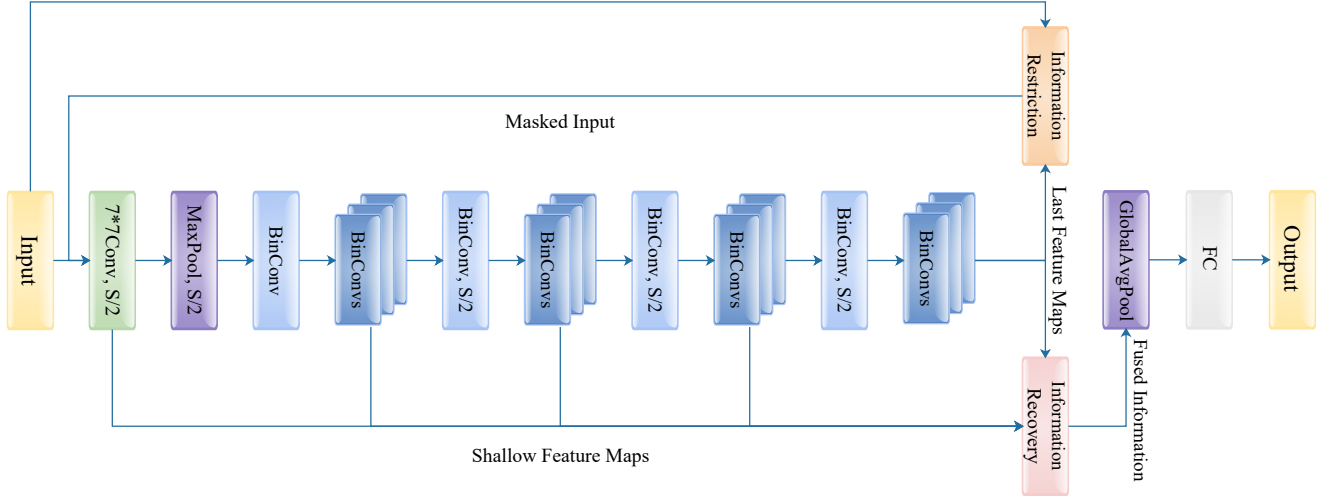 Information
Restriction
Masked Input
Input
7*7Conv, S/2
MaxPool, S/2
BinConv
BinConvs
BinConv, S/2
BinConvs
BinConv, S/2
BinConvs
BinConv, S/2
BinConvs
Last Feature Maps
GlobalAvgPool
FC
Output
Fused Information
Information
Recovery
Shallow Feature Maps